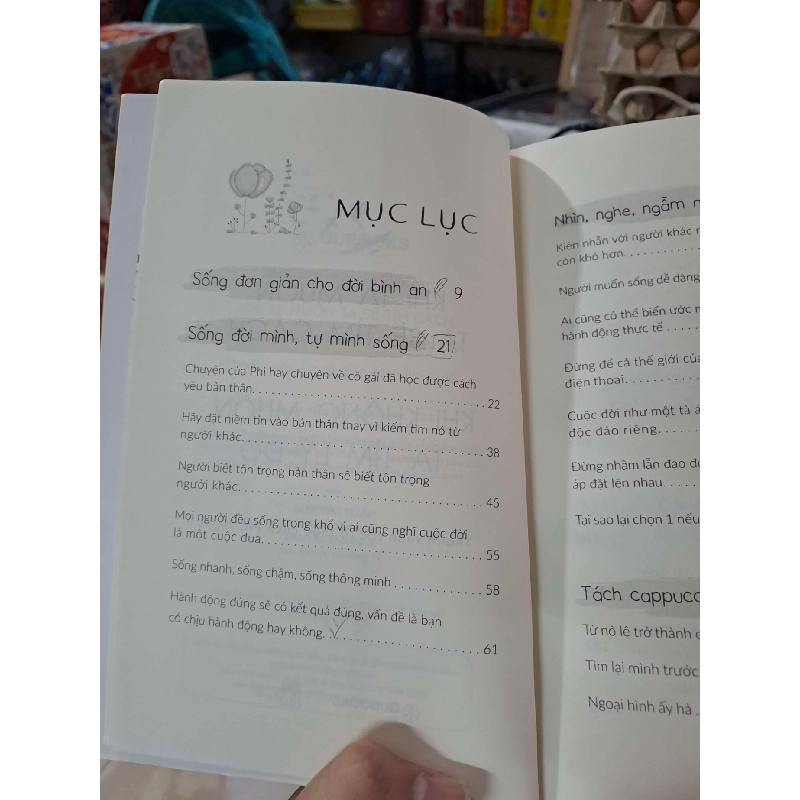 MỤC LỤC
Sống đơn giản cho đời bình an 9
Sống đời mình, tự mình sống 21
Chuyện của Phi hay chuyện về cô gái đã học được cách
yêu bản thân. 22
Hãy đặt niềm tin vào bản thân thay vì kiếm tìm nó từ
người khác. 38
Người biết tôn trọng bản thân sẽ biết tôn trọng
người khác. 45
Mọi người đều sống trong khổ vì ai cũng nghĩ cuộc đời
là một cuộc đua. 55
Sống nhanh, sống chậm, sống thông minh 58
Hành động đúng sẽ có kết quả đúng, vấn đề là bạn
có chịu hành động hay không. 61
Nhìn, nghe, ngẫm
Kiên nhẫn với người khác
còn khó hơn.
Người muốn sống dễ dàng
Ai cũng có thể biến ước
hành động thực tế
Đừng để cả thế giới của
điện thoại.
Cuộc đời như một tả
độc đáo riêng.
Đừng nhầm lẫn đạo
áp đặt lên nhau.
Tại sao lại chọn 1 nếu
Tách
Từ nô lệ trở thành
Tìm lại mình trước
Ngoại hình ấy hả